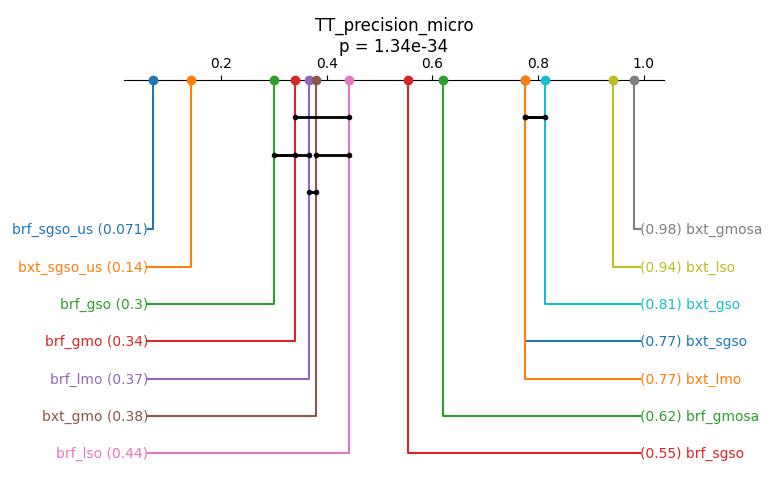 TT_precision_micro
p = 1.34e-34
0.2 0.4 0.6 0.8 1.0
brf_sgso_us (0.071) (0.98) bxt_gmosa
bxt_sgso_us (0.14) (0.94) bxt_lso
brf_gso (0.3) (0.81) bxt_gso
brf_gmo (0.34) (0.77) bxt_sgso
brf_lmo (0.37) (0.77) bxt_lmo
bxt_gmo (0.38) (0.62) brf_gmosa
brf_lso (0.44) (0.55) brf_sgso